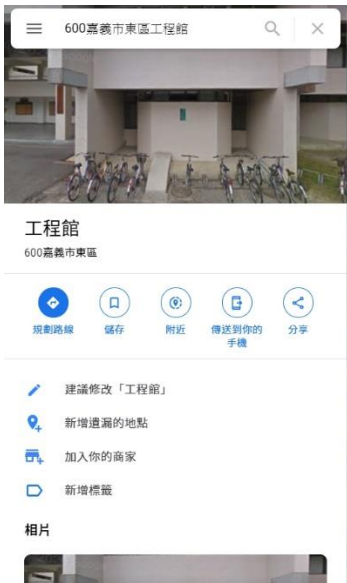 600嘉義市東區工程館
工程館
600嘉義市東區
規劃路線
儲存
附近
傳送到你的
手機
分享
建議修改「工程館」
新增遺漏的地點
加入你的商家
新增標籤
相片